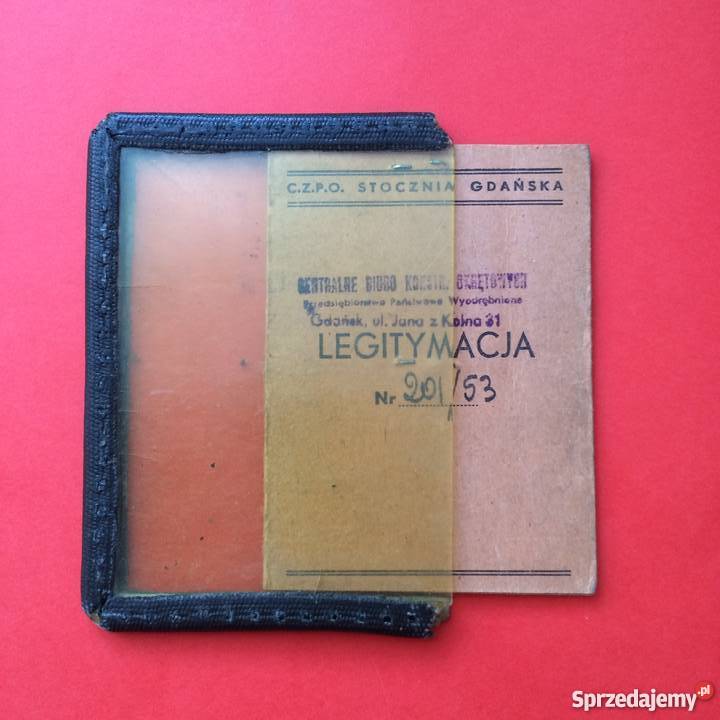 C.Z.P.O. STOCZNIA GDAŃSKA
CENTRALNE BIURO KONSTR. OKRĘTOWYCH
Przedsiębiorstwo Państwowe Wyodrębnione
Gdańsk, ul. Jana z Kolna 31
LEGITYMACJA
Nr 201/53
Sprzedajemy.pl